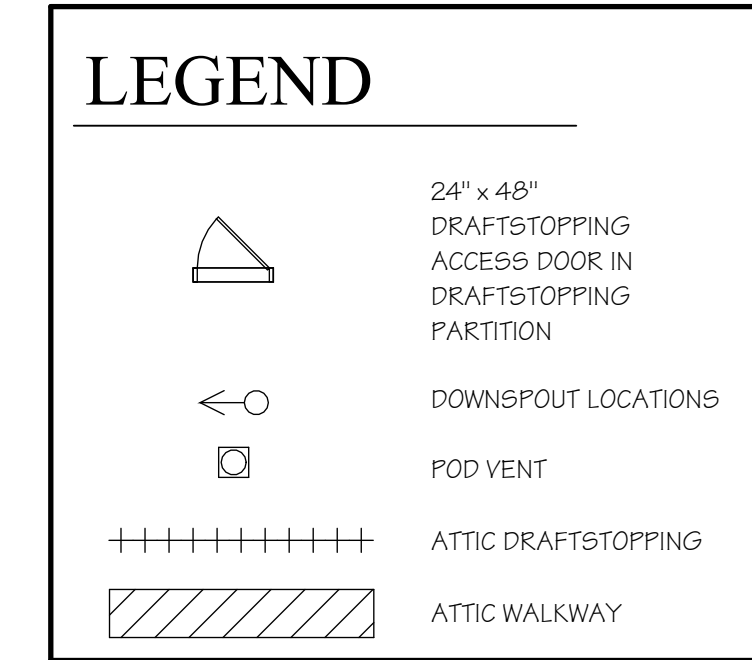 LEGEND
24" x 48"
DRAFTSTOPPING
ACCESS DOOR IN
DRAFTSTOPPING
PARTITION
DOWNSPOUT LOCATIONS
POD VENT
ATTIC DRAFTSTOPPING
ATTIC WALKWAY